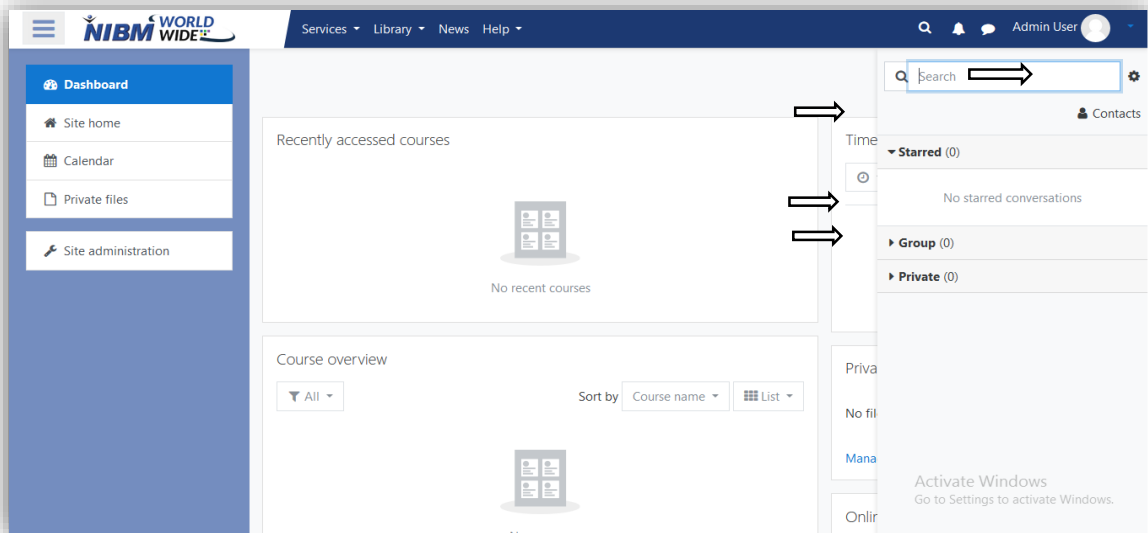 NIBM WORLD WIDE
Services Library News Help
Admin User
Dashboard
Site home
Calendar
Private files
Site administration
Recently accessed courses
No recent courses
Course overview
All
Sort by Course name List
Time
Priva
No fil
Mana
Onlin
Search
Contacts
Starred (0)
No starred conversations
Group (0)
Private (0)
Activate Windows
Go to Settings to activate Windows.